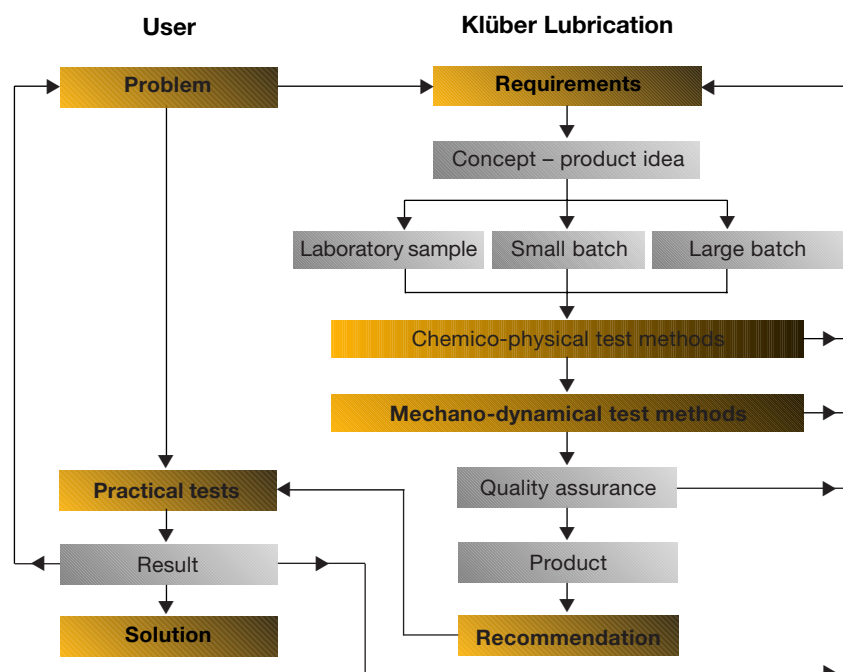 User
Klüber Lubrication
Problem
Requirements
Concept – product idea
Laboratory sample
Small batch
Large batch
Chemico-physical test methods
Mechano-dynamical test methods
Practical tests
Quality assurance
Result
Product
Solution
Recommendation